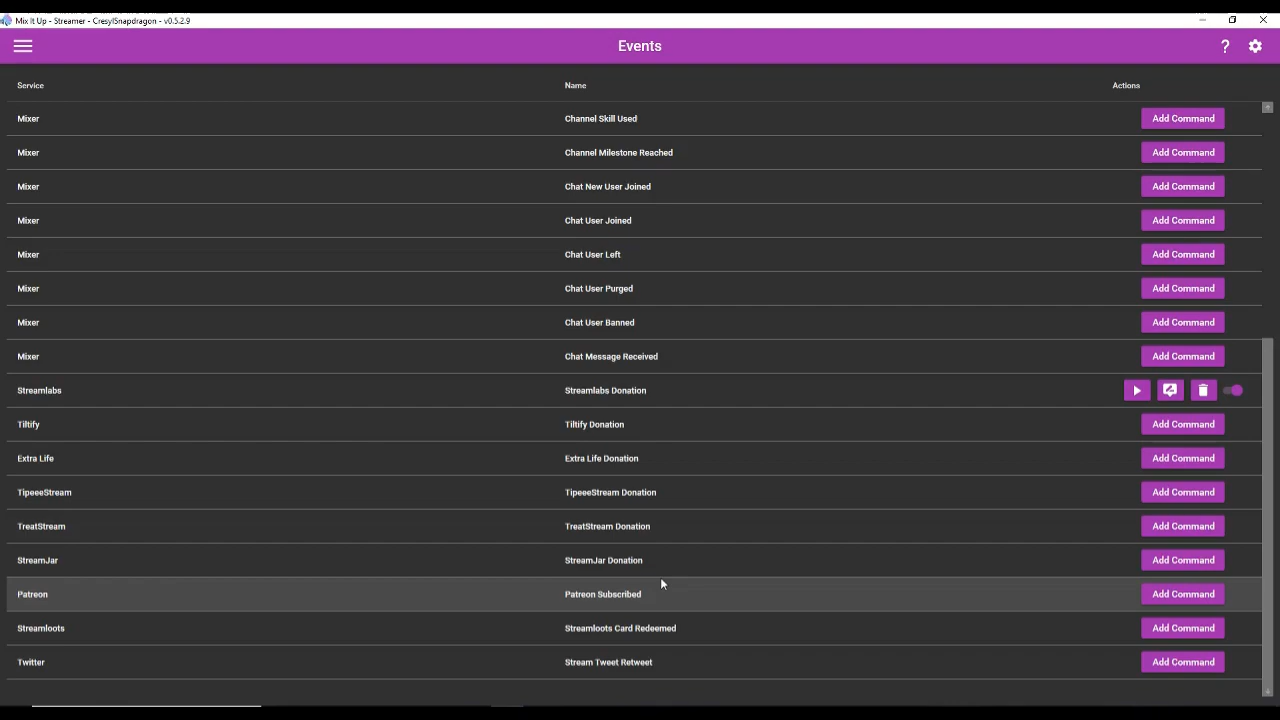 Mix It Up - Streamer - CresylSnapdragon - v0.5.2.9
Events
?
Service Name Actions
Mixer Channel Skill Used Add Command
Mixer Channel Milestone Reached Add Command
Mixer Chat New User Joined Add Command
Mixer Chat User Joined Add Command
Mixer Chat User Left Add Command
Mixer Chat User Purged Add Command
Mixer Chat User Banned Add Command
Mixer Chat Message Received Add Command
Streamlabs Streamlabs Donation
Tiltify Tiltify Donation Add Command
Extra Life Extra Life Donation Add Command
TipeeeStream TipeeeStream Donation Add Command
TreatStream TreatStream Donation Add Command
StreamJar StreamJar Donation Add Command
Patreon Patreon Subscribed Add Command
Streamloots Streamloots Card Redeemed Add Command
Twitter Stream Tweet Retweet Add Command